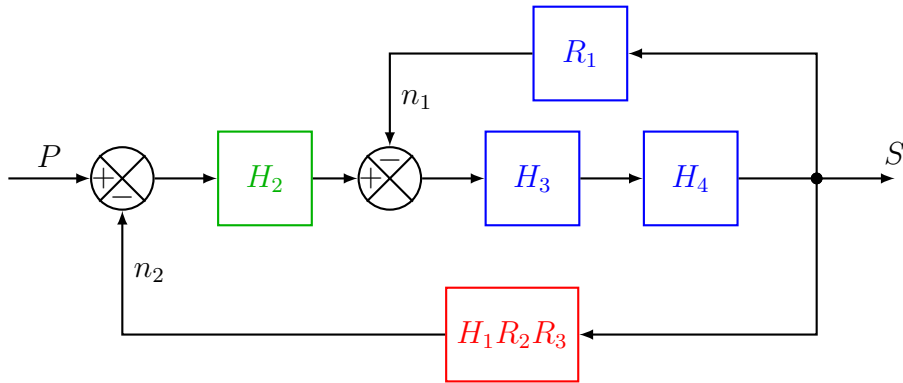 R₁
n₁
P
+
−
H₂
−
+
H₃
H₄
S
n₂
H₁R₂R₃